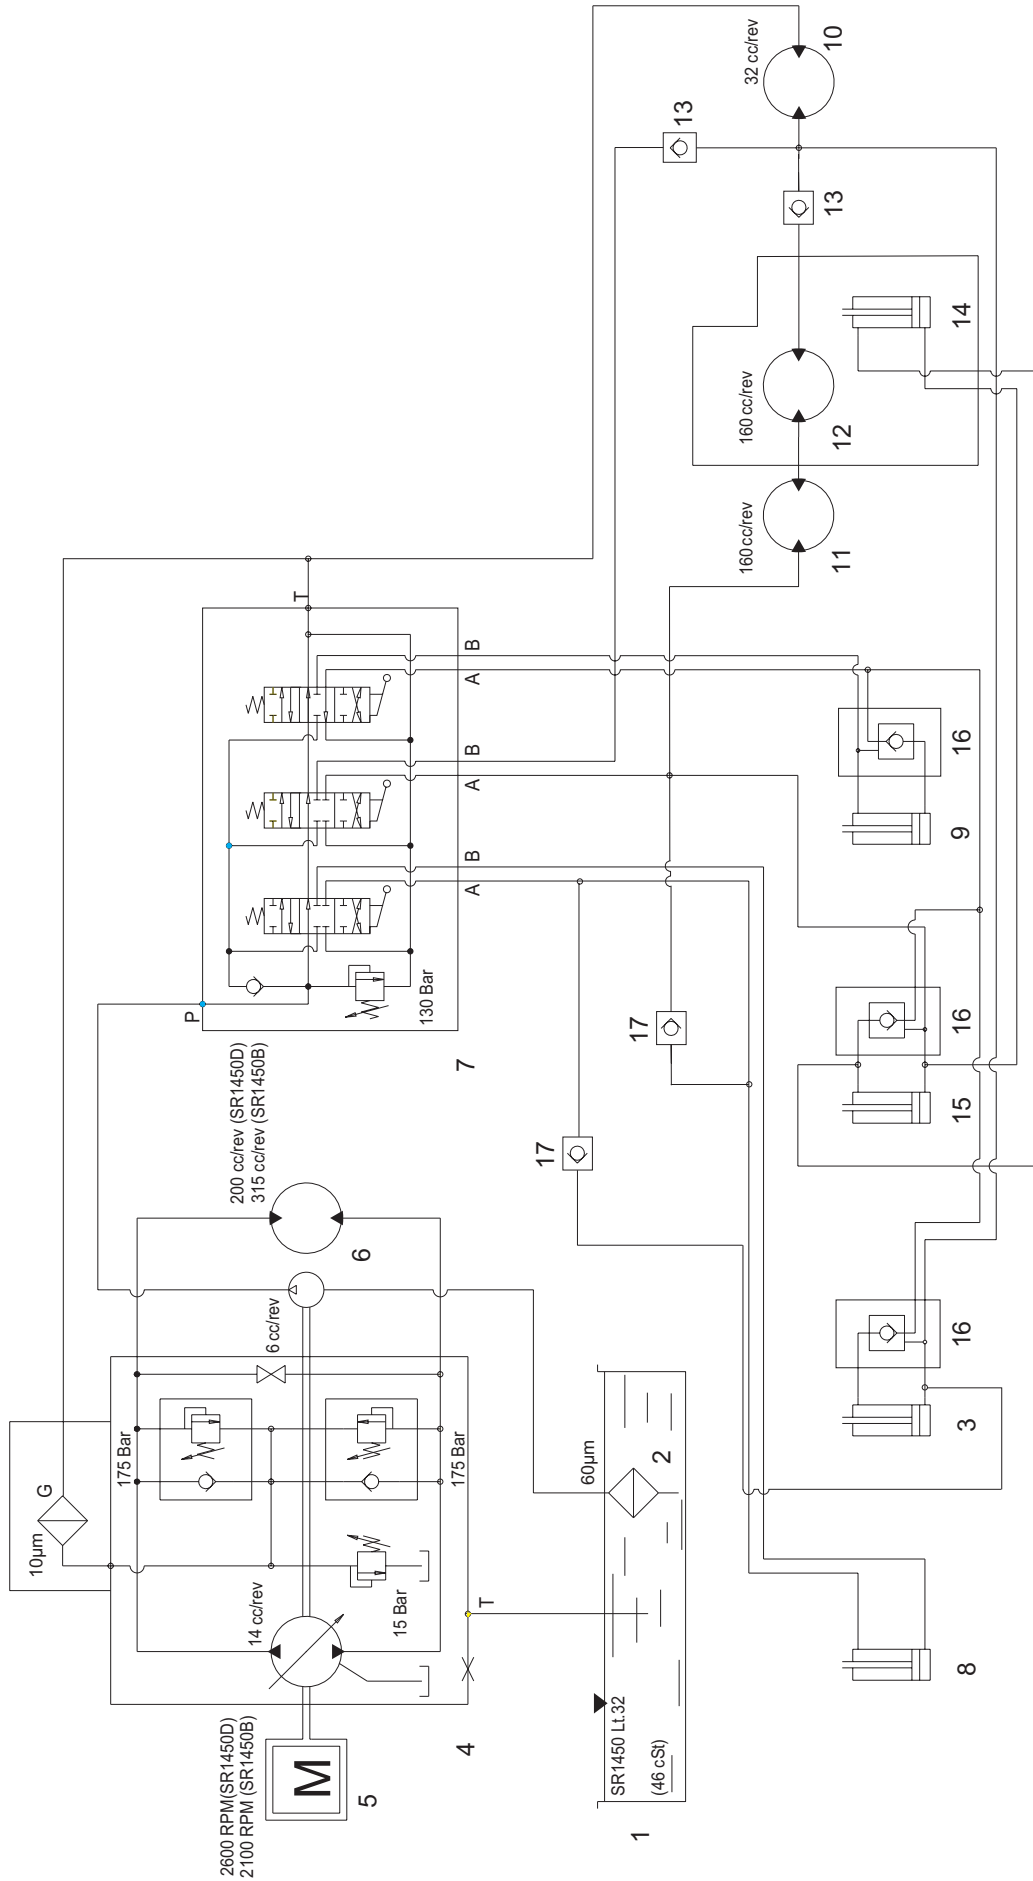 2600 RPM(SR1450D)
2100 RPM (SR1450B)
M
5
4
14 cc/rev
15 Bar
T
10µm
G
175 Bar
175 Bar
6 cc/rev
6
200 cc/rev (SR1450D)
315 cc/rev (SR1450B)
7
P
130 Bar
A
B
A
B
A
B
T
1
SR1450 Lt.32
(46 cSt)
60µm
2
17
17
8
3
16
15
16
9
16
160 cc/rev
11
160 cc/rev
12
14
13
13
32 cc/rev
10